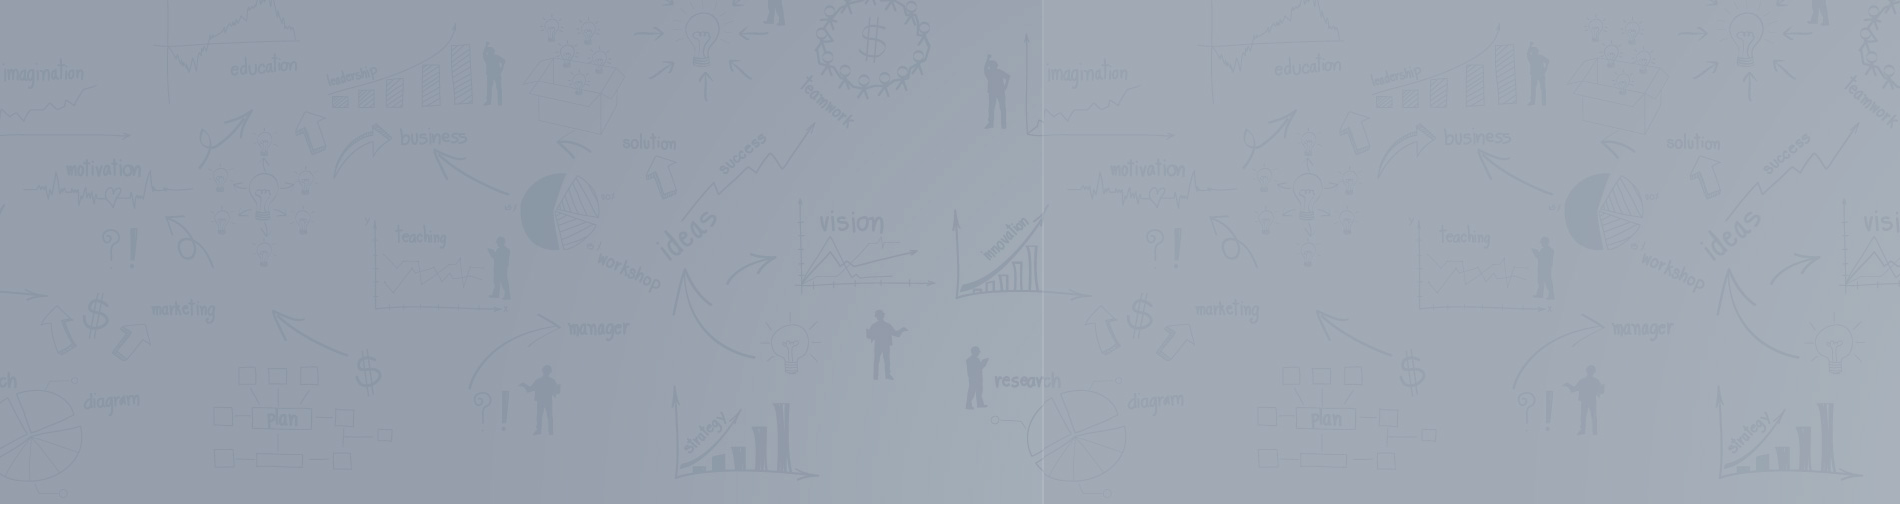 imagination
education
leadership
$
teamwork
business
solution
success
motivation
? !
teaching
workshop
ideas
vision
innovation
$
marketing
manager
$
research
diagram
plan
? !
strategy
imagination
education
leadership
teamwork
business
solution
success
motivation
? !
teaching
workshop
ideas
$
marketing
manager
$
diagram
plan
? !
strategy